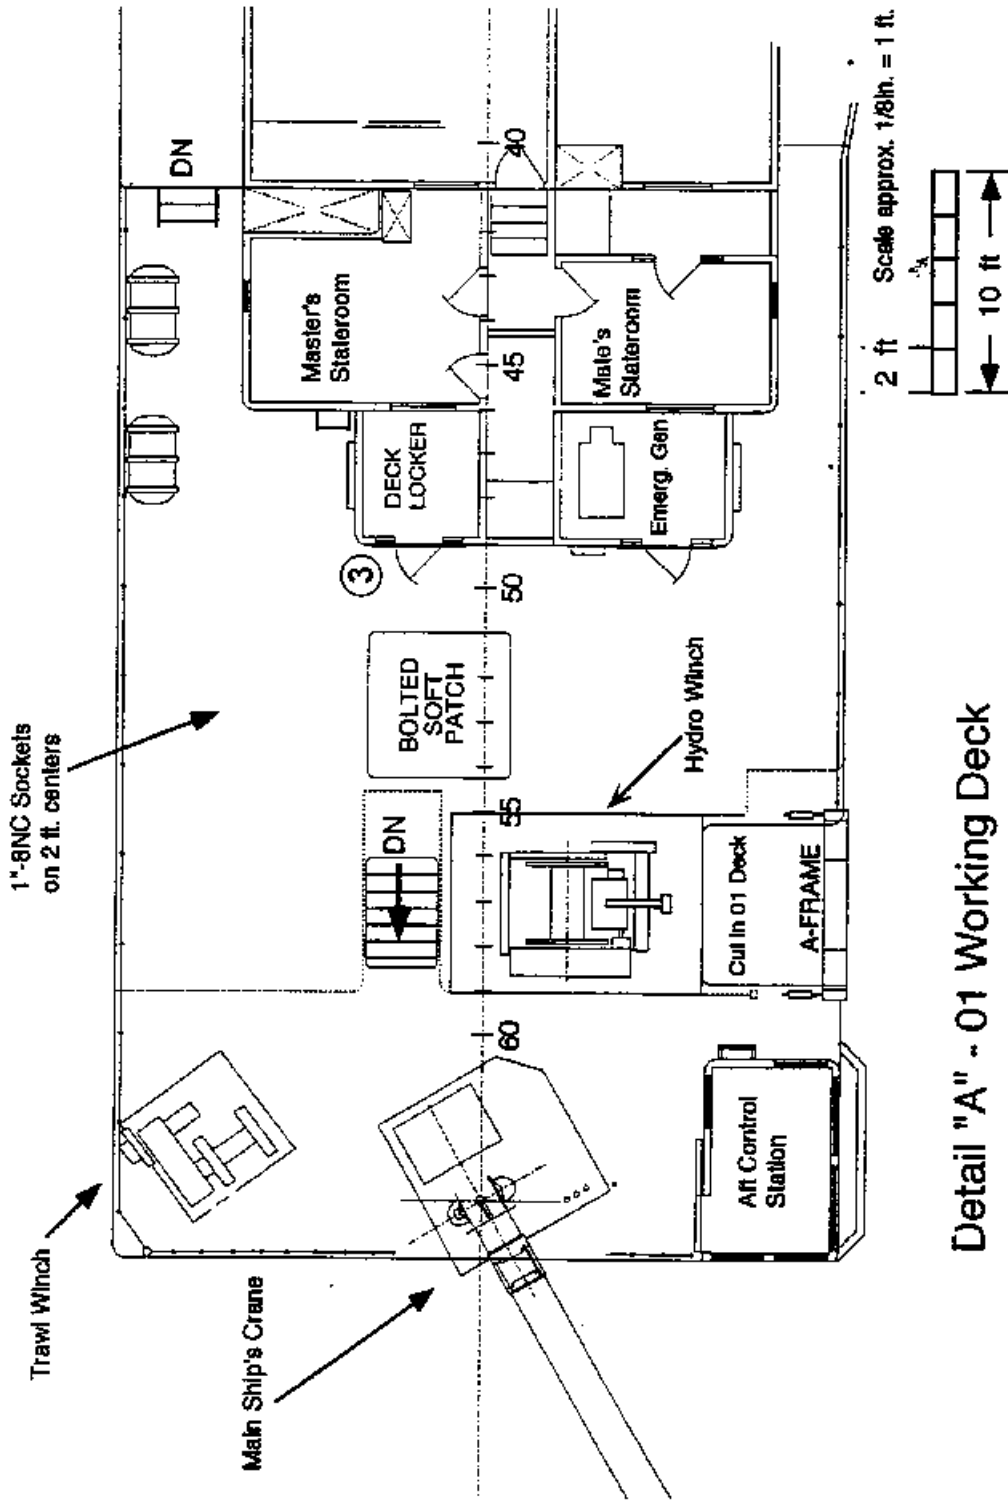 1"-8NC Sockets
on 2 ft. centers
Trawl Winch
Main Ship's Crane
DN
Master's
Stateroom
40
45
Mate's
Stateroom
DECK
LOCKER
Emerg. Gen
3
50
BOLTED
SOFT
PATCH
Hydro Winch
DN
55
Cut In 01 Deck
A-FRAME
60
Aft Control
Station
Scale approx. 1/8in. = 1 ft.
2 ft
10 ft
Detail "A" - 01 Working Deck